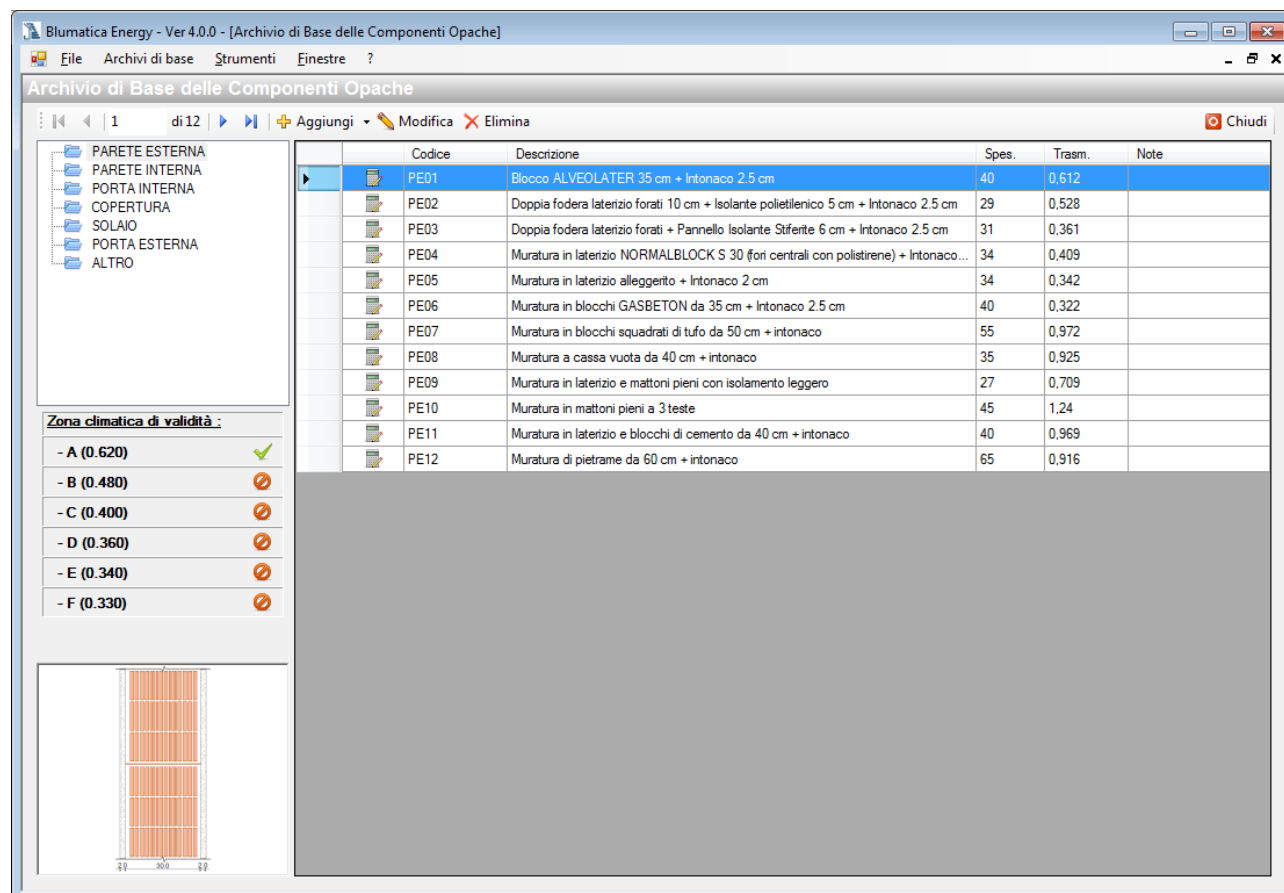 Blumatica Energy - Ver 4.0.0 - [Archivio di Base delle Componenti Opache]
File Archivi di base Strumenti Finestre ?
Archivio di Base delle Componenti Opache
1 di 12 Aggiungi Modifica Elimina Chiudi
PARETE ESTERNA
PARETE INTERNA
PORTA INTERNA
COPERTURA
SOLAIO
PORTA ESTERNA
ALTRO
Zona climatica di validità :
- A (0.620)
- B (0.480)
- C (0.400)
- D (0.360)
- E (0.340)
- F (0.330)
2.0 30.0 2.0
Codice Descrizione Spes. Trasm. Note
PE01 Blocco ALVEOLATER 35 cm + Intonaco 2.5 cm 40 0,612
PE02 Doppia fodera laterizio forati 10 cm + Isolante polietilenico 5 cm + Intonaco 2.5 cm 29 0,528
PE03 Doppia fodera laterizio forati + Pannello Isolante Stiferite 6 cm + Intonaco 2.5 cm 31 0,361
PE04 Muratura in laterizio NORMALBLOCK S 30 (fori centrali con polistirene) + Intonaco... 34 0,409
PE05 Muratura in laterizio alleggerito + Intonaco 2 cm 34 0,342
PE06 Muratura in blocchi GASBETON da 35 cm + Intonaco 2.5 cm 40 0,322
PE07 Muratura in blocchi squadrati di tufo da 50 cm + intonaco 55 0,972
PE08 Muratura a cassa vuota da 40 cm + intonaco 35 0,925
PE09 Muratura in laterizio e mattoni pieni con isolamento leggero 27 0,709
PE10 Muratura in mattoni pieni a 3 teste 45 1,24
PE11 Muratura in laterizio e blocchi di cemento da 40 cm + intonaco 40 0,969
PE12 Muratura di pietrame da 60 cm + intonaco 65 0,916